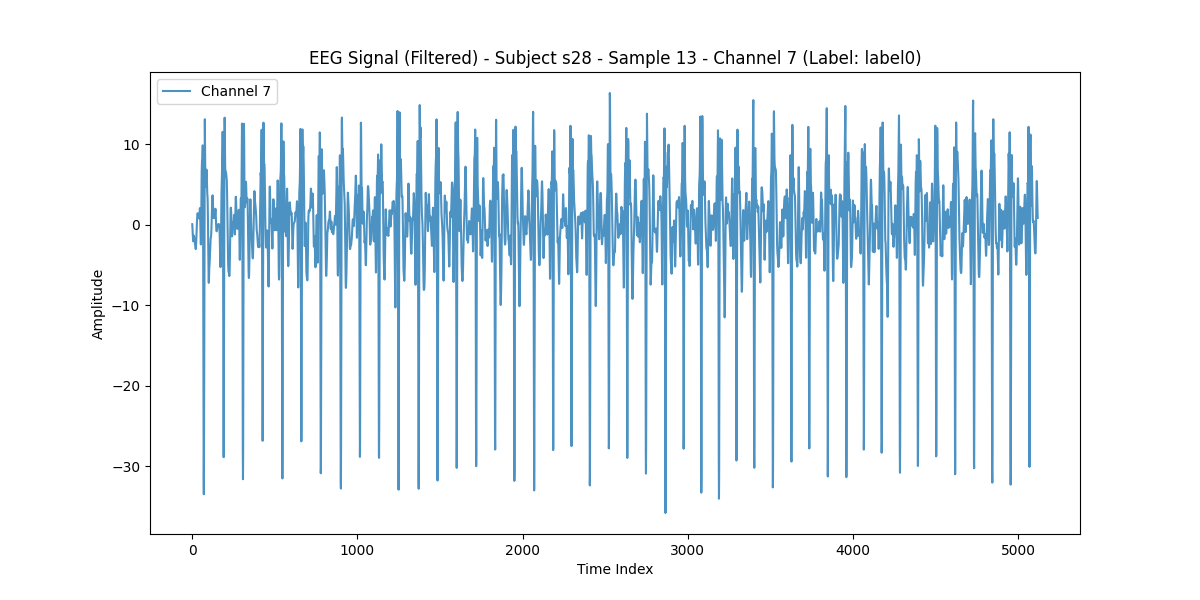 EEG Signal (Filtered) - Subject s28 - Sample 13 - Channel 7 (Label: label0)
Channel 7
10
0
−10
−20
−30
Amplitude
0 1000 2000 3000 4000 5000
Time Index